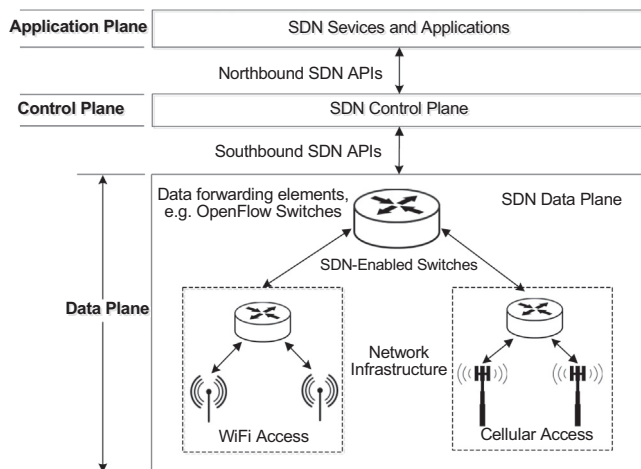 Application Plane
SDN Sevices and Applications
Northbound SDN APIs
Control Plane
SDN Control Plane
Southbound SDN APIs
Data Plane
Data forwarding elements,
e.g. OpenFlow Switches
SDN Data Plane
SDN-Enabled Switches
Network
Infrastructure
WiFi Access
Cellular Access